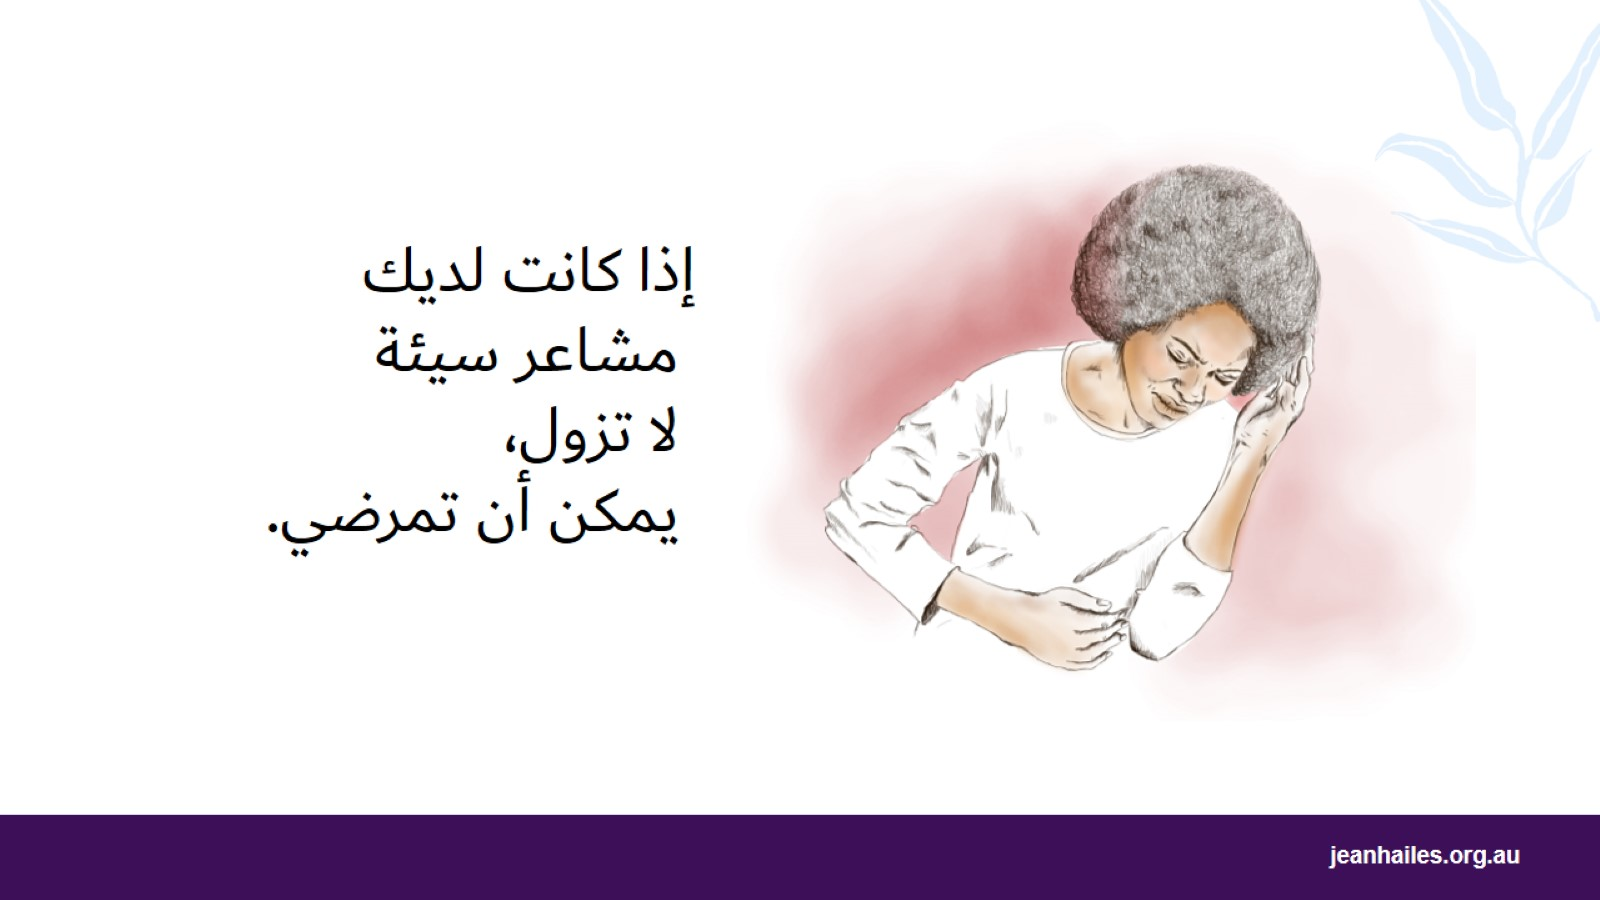 إذا كانت لديك
مشاعر سيئة
لا تزول،
يمكن أن تمرضي.
jeanhailes.org.au